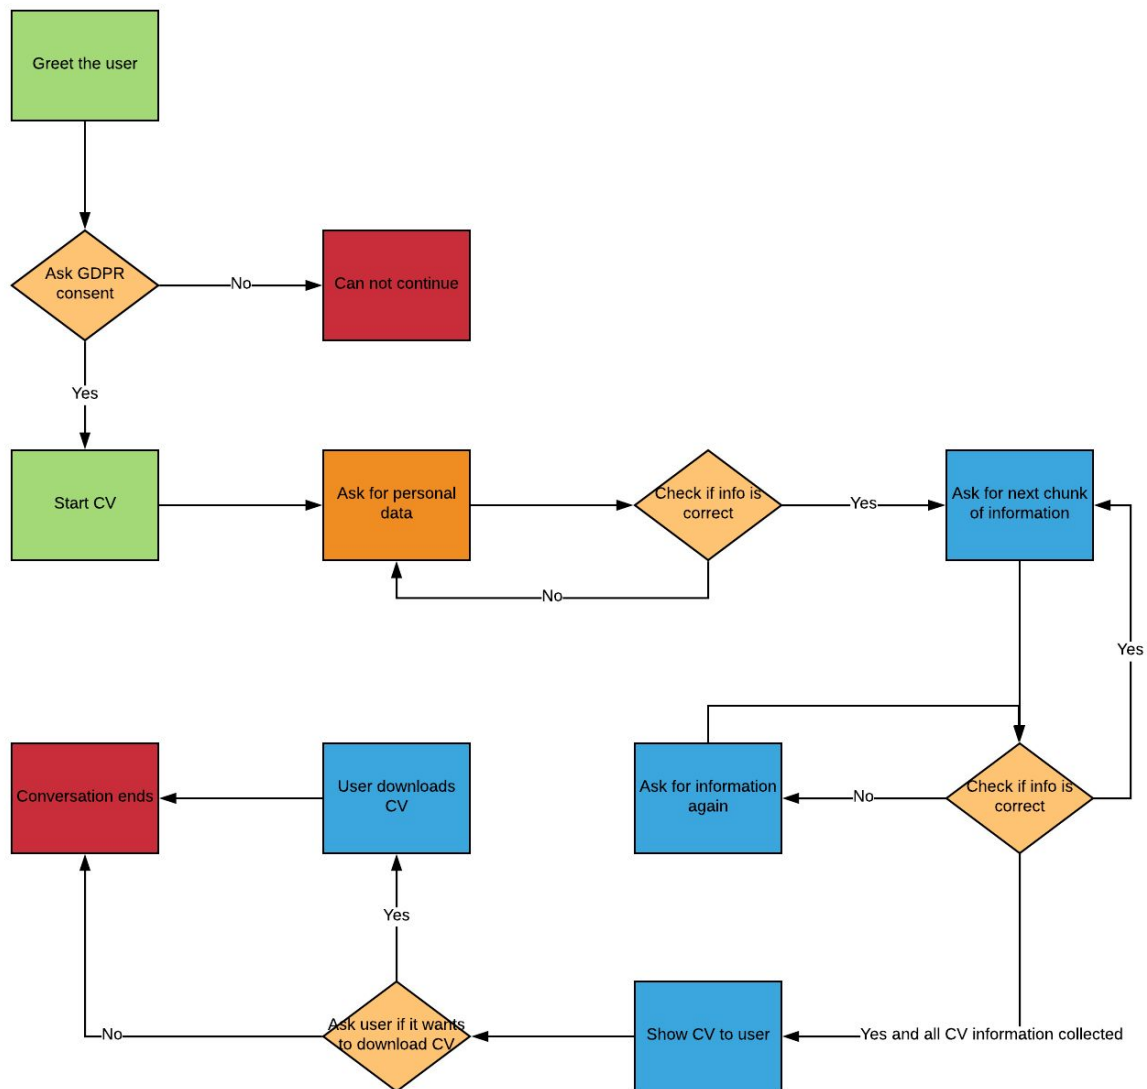 Greet the user
Ask GDPR
consent
No
Can not continue
Yes
Start CV
Ask for personal
data
Check if info is
correct
Yes
Ask for next chunk
of information
No
Yes
Conversation ends
User downloads
CV
Ask for information
again
No
Check if info is
correct
Yes
No
Ask user if it wants
to download CV
Show CV to user
Yes and all CV information collected